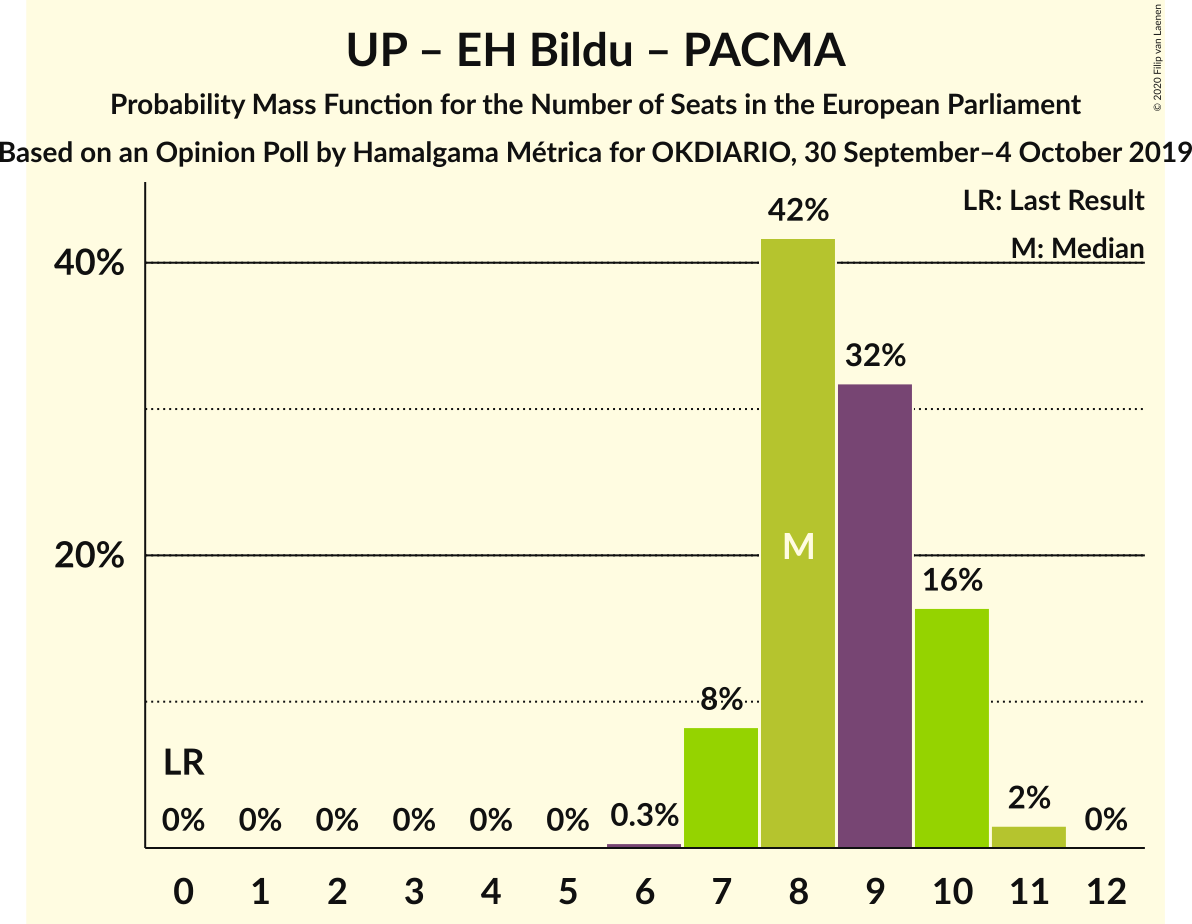 UP – EH Bildu – PACMA
Probability Mass Function for the Number of Seats in the European Parliament
Based on an Opinion Poll by Hamalgama Métrica for OKDIARIO, 30 September–4 October 2019
© 2020 Filip van Laenen
LR: Last Result
M: Median
42%
40%
32%
M
20%
16%
8%
LR
0% 0% 0% 0% 0% 0% 0.3% 2% 0%
0 1 2 3 4 5 6 7 8 9 10 11 12